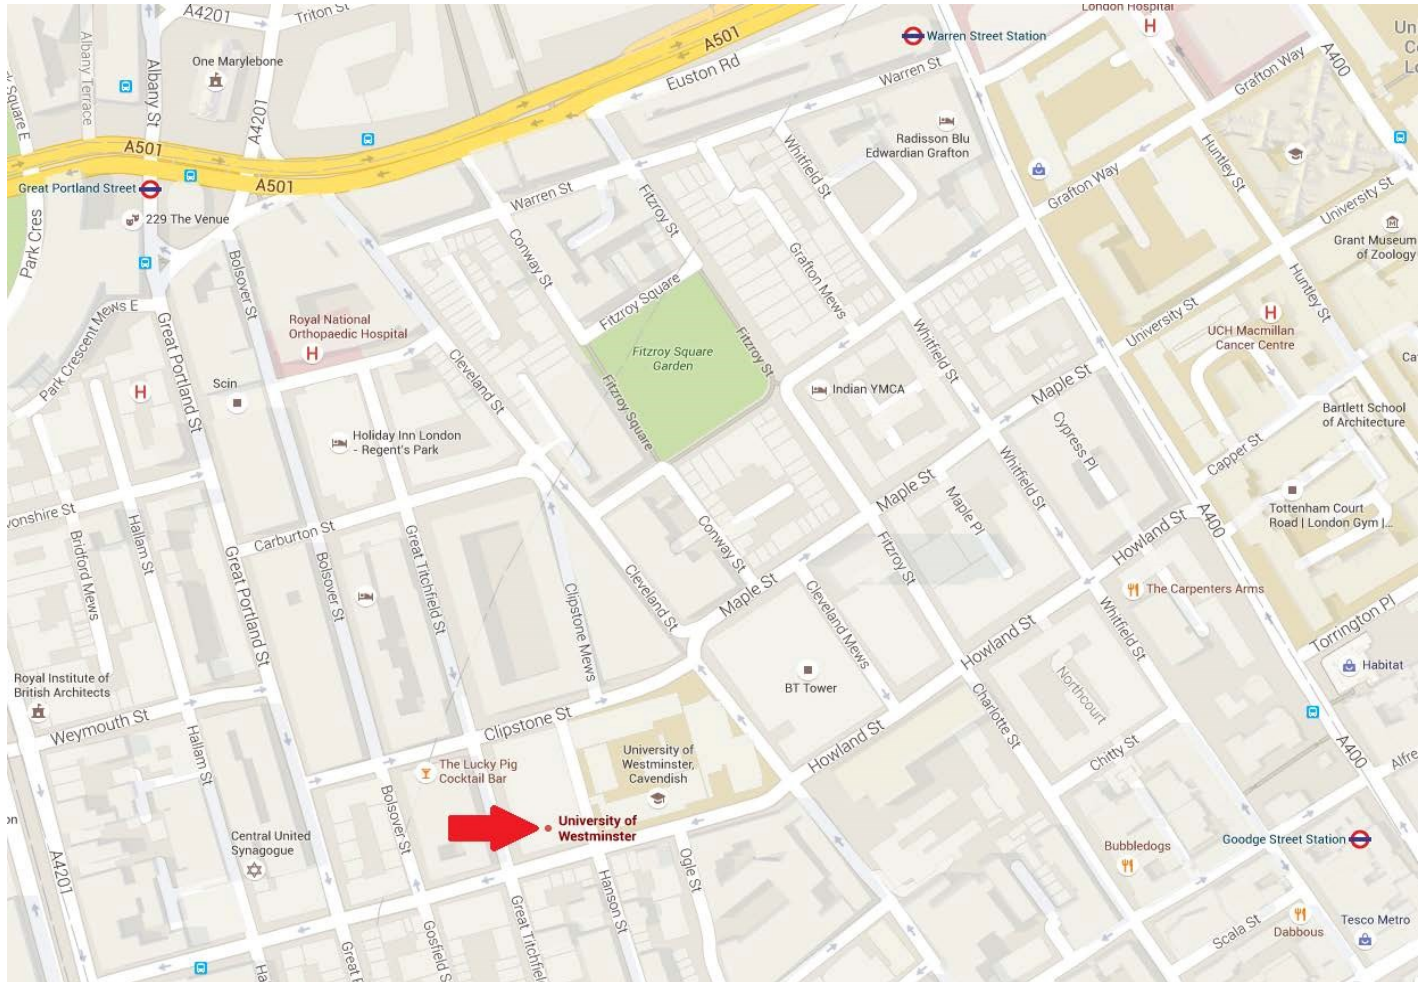 A4201
Triton St
London Hospital
Albany Terrace
Albany St
One Marylebone
A4201
A501
Euston Rd
Warren Street Station
Warren St
Grafton Way
A400
Square E
A501
A501
Great Portland Street
229 The Venue
Park Cres
Warren St
Fitzroy St
Whitfield St
Radisson Blu
Edwardian Grafton
Grafton Way
Huntley St
University St
Grant Museum
of Zoology
Bolsover St
Conway St
Fitzroy Square
Grafton Mews
Huntley St
University St
UCH Macmillan
Cancer Centre
Park Crescent Mews E
Great Portland St
Royal National
Orthopaedic Hospital
Cleveland St
Fitzroy Square
Garden
Fitzroy St
Whitfield St
Maple St
Scin
Fitzroy Square
Indian YMCA
Cypress Pl
Bartlett School
of Architecture
Holiday Inn London
- Regent's Park
Whitfield St
Capper St
Maple St
Maple Pl
Tottenham Court
Road | London Gym |...
vonshire St
Hallam St
Bridford Mews
Carburton St
Great Portland St
Bolsover St
Great Titchfield St
Conway St
Fitzroy St
Howland St
A400
Clipstone Mews
Cleveland St
Maple St
Cleveland Mews
The Carpenters Arms
Whitfield St
Torrington Pl
Howland St
Royal Institute of
British Architects
BT Tower
Northcourt
Habitat
Weymouth St
Clipstone St
Charlotte St
Hallam St
University of
Westminster,
Cavendish
Howland St
Chitty St
A400
Alfre
The Lucky Pig
Cocktail Bar
Bolsover St
on
Central United
Synagogue
University of
Westminster
Goodge Street Station
Bubbledogs
A4201
Ogle St
Hanson St
Great Titchfield
Gosfield S
Great P
Ha
Scala St
Dabbous
Tesco Metro